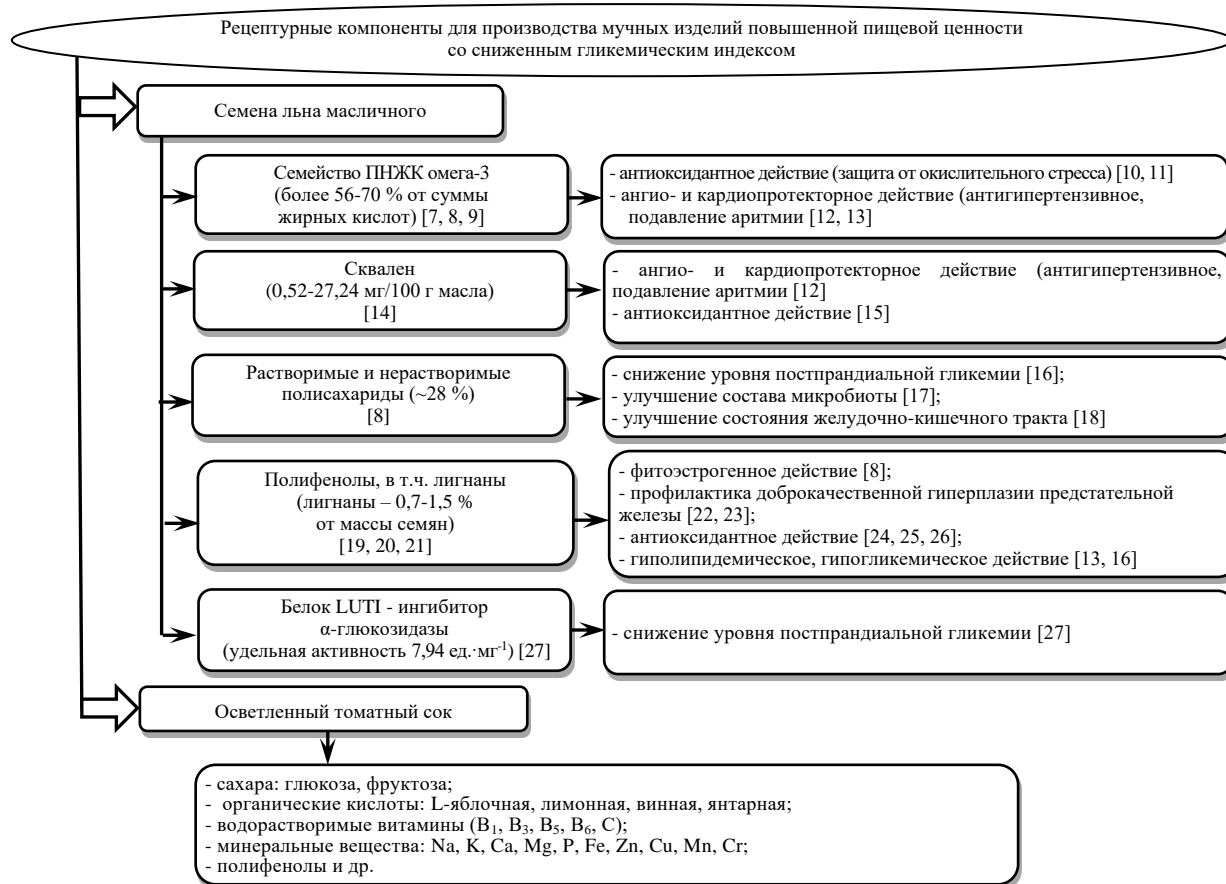 Рецептурные компоненты для производства мучных изделий повышенной пищевой ценности
со сниженным гликемическим индексом
Семена льна масличного
Семейство ПНЖК омега-3
(более 56-70 % от суммы
жирных кислот) [7, 8, 9]
- антиоксидантное действие (защита от окислительного стресса) [10, 11]
- ангио- и кардиопротекторное действие (антигипертензивное,
подавление аритмии [12, 13]
Сквален
(0,52-27,24 мг/100 г масла)
[14]
- ангио- и кардиопротекторное действие (антигипертензивное,
подавление аритмии [12]
- антиоксидантное действие [15]
Растворимые и нерастворимые
полисахариды (~28 %)
[8]
- снижение уровня постпрандиальной гликемии [16];
- улучшение состава микробиоты [17];
- улучшение состояния желудочно-кишечного тракта [18]
Полифенолы, в т.ч. лигнаны
(лигнаны – 0,7-1,5 %
от массы семян)
[19, 20, 21]
- фитоэстрогенное действие [8];
- профилактика доброкачественной гиперплазии предстательной
железы [22, 23];
- антиоксидантное действие [24, 25, 26];
- гиполипидемическое, гипогликемическое действие [13, 16]
Белок LUTI - ингибитор
α-глюкозидазы
(удельная активность 7,94 ед.·мг⁻¹) [27]
- снижение уровня постпрандиальной гликемии [27]
Осветленный томатный сок
- сахара: глюкоза, фруктоза;
- органические кислоты: L-яблочная, лимонная, винная, янтарная;
- водорастворимые витамины (B₁, B₃, B₅, B₆, C);
- минеральные вещества: Na, K, Ca, Mg, P, Fe, Zn, Cu, Mn, Cr;
- полифенолы и др.